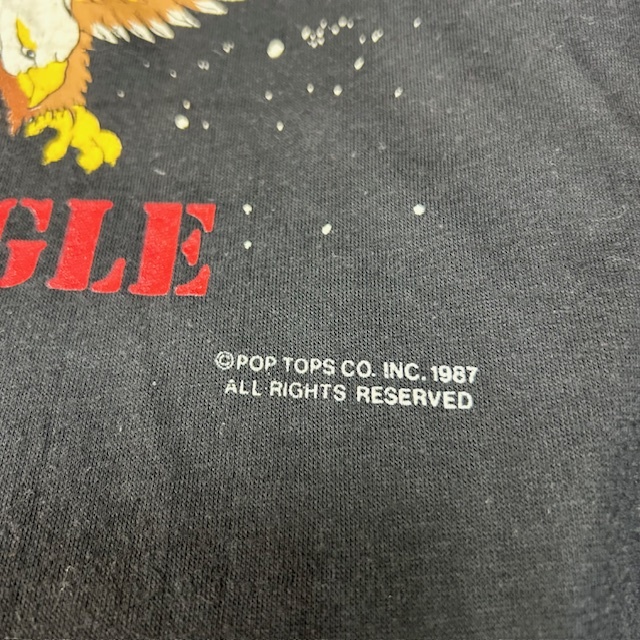 GLE
©POP TOPS CO. INC. 1987
ALL RIGHTS RESERVED